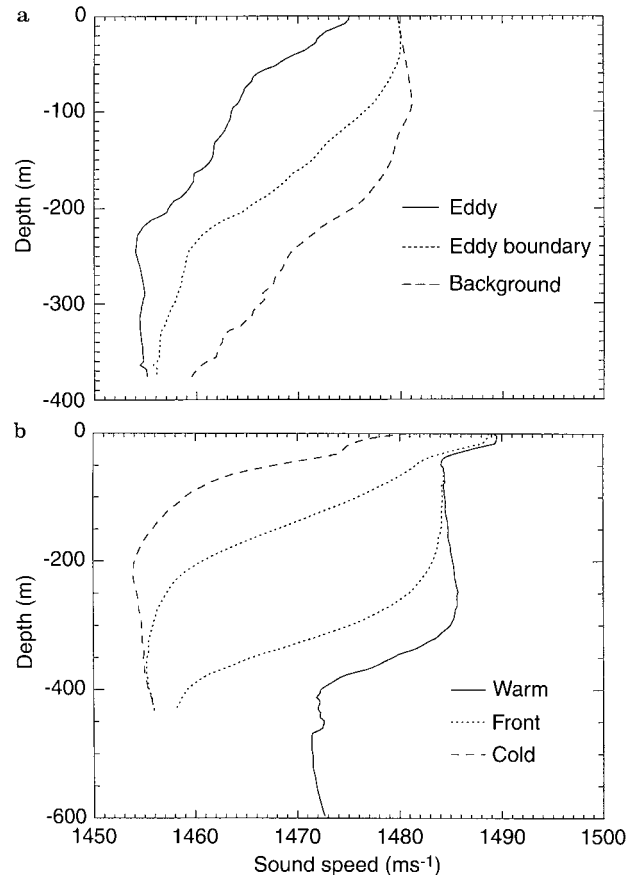 a
0
-100
-200
-300
-400
Depth (m)
Eddy
Eddy boundary
Background
b
0
-200
-400
-600
Depth (m)
Warm
Front
Cold
1450 1460 1470 1480 1490 1500
Sound speed (ms-1)